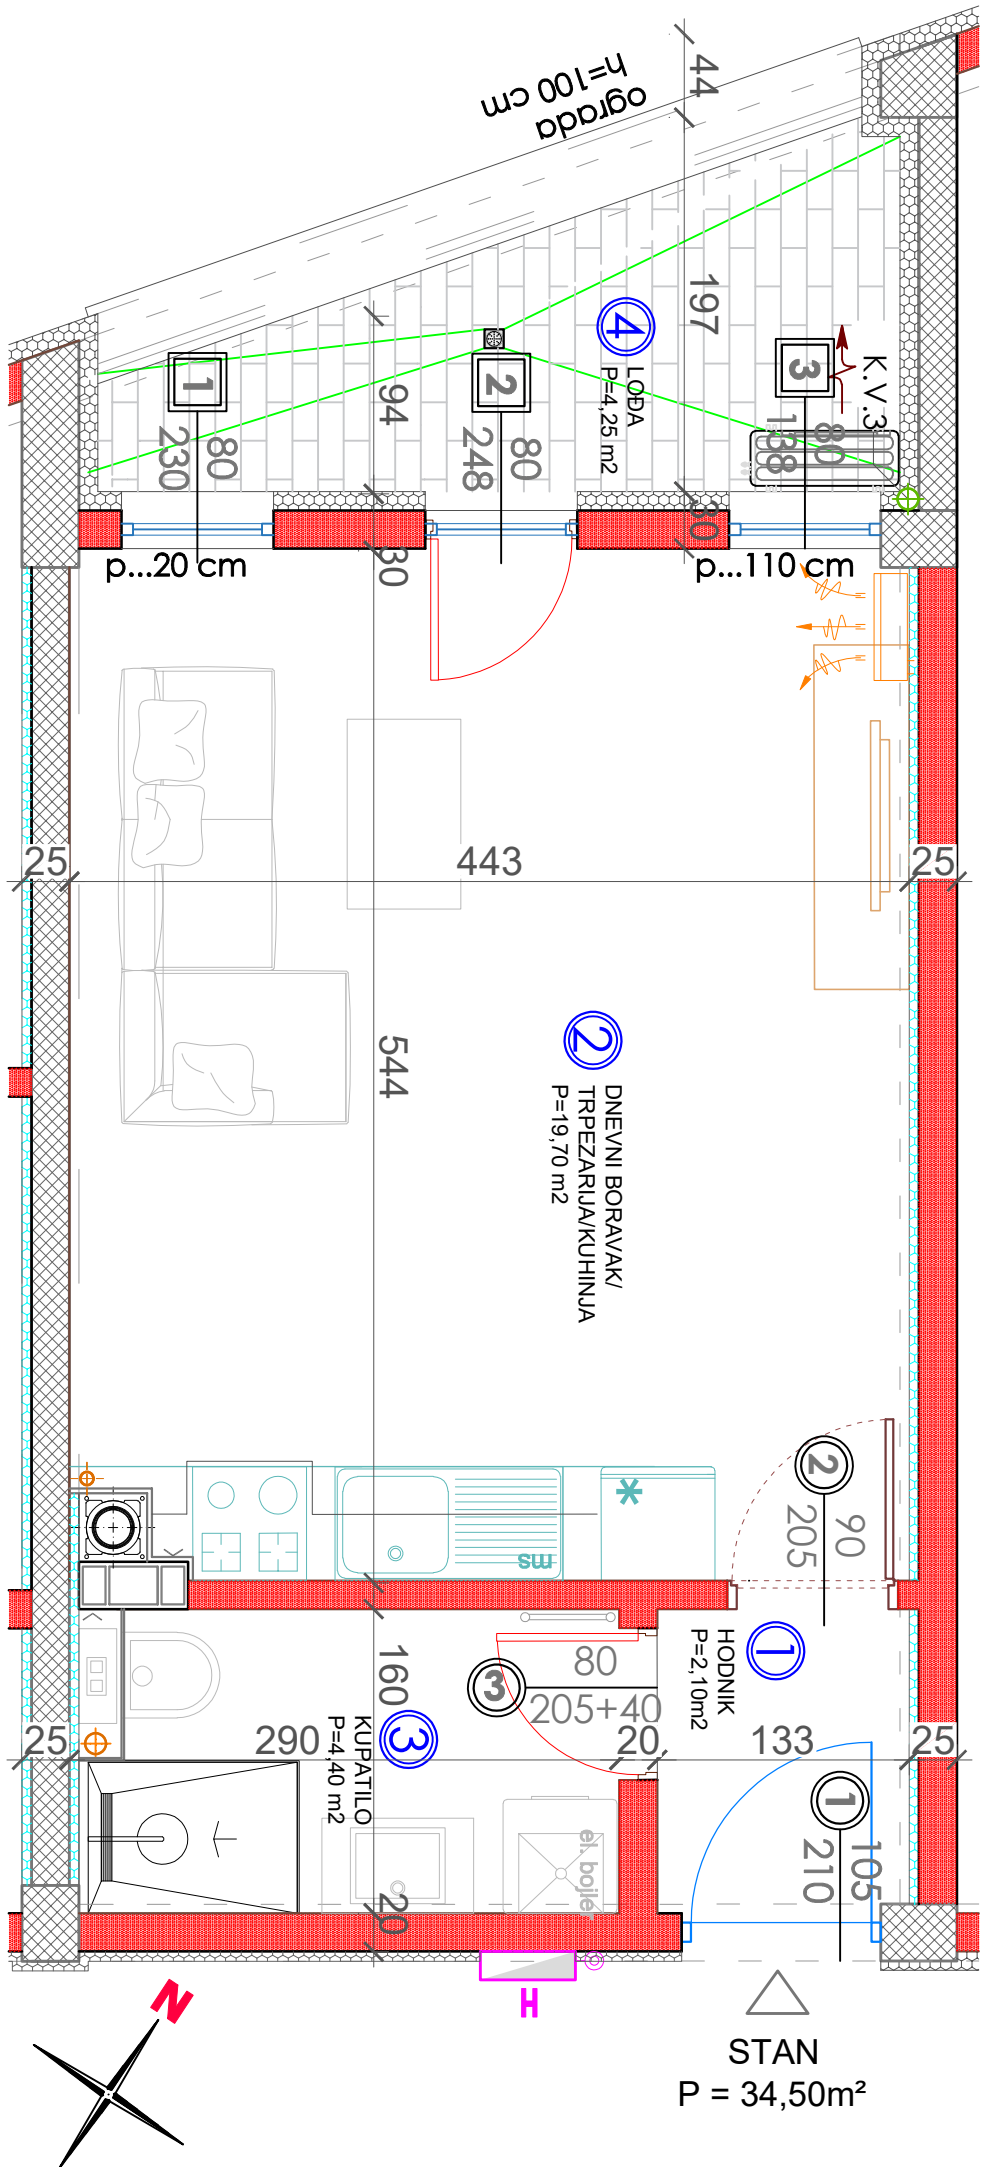 44
ograda
h=100 cm
197
4
LOĐA
P=4,25 m2
K.V.3
1
80
230
94
2
80
248
3
80
138
30
30
p...20 cm
p...110 cm
25
443
25
544
2
DNEVNI BORAVAK/
TRPEZARIJA/KUHINJA
P=19,70 m2
2
90
205
ms
K
1
HODNIK
P=2,10m2
160
3
80
205+40
3
KUPATILO
P=4,40 m2
25
290
20
133
25
1
105
210
el. bojler
20
H
N
STAN
P = 34,50m²